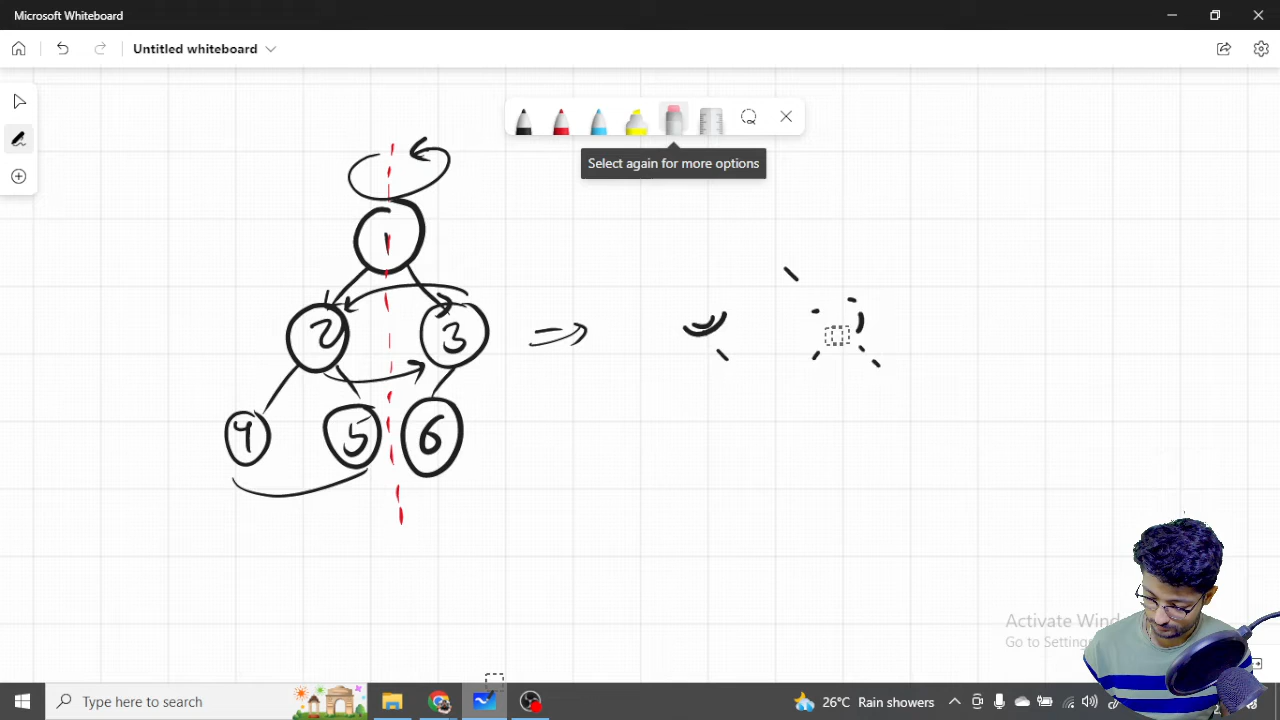 Microsoft Whiteboard
Untitled whiteboard
Select again for more options
1
2 3
4 5 6
Activate Wind
Go to Settings
Type here to search
26°C Rain showers